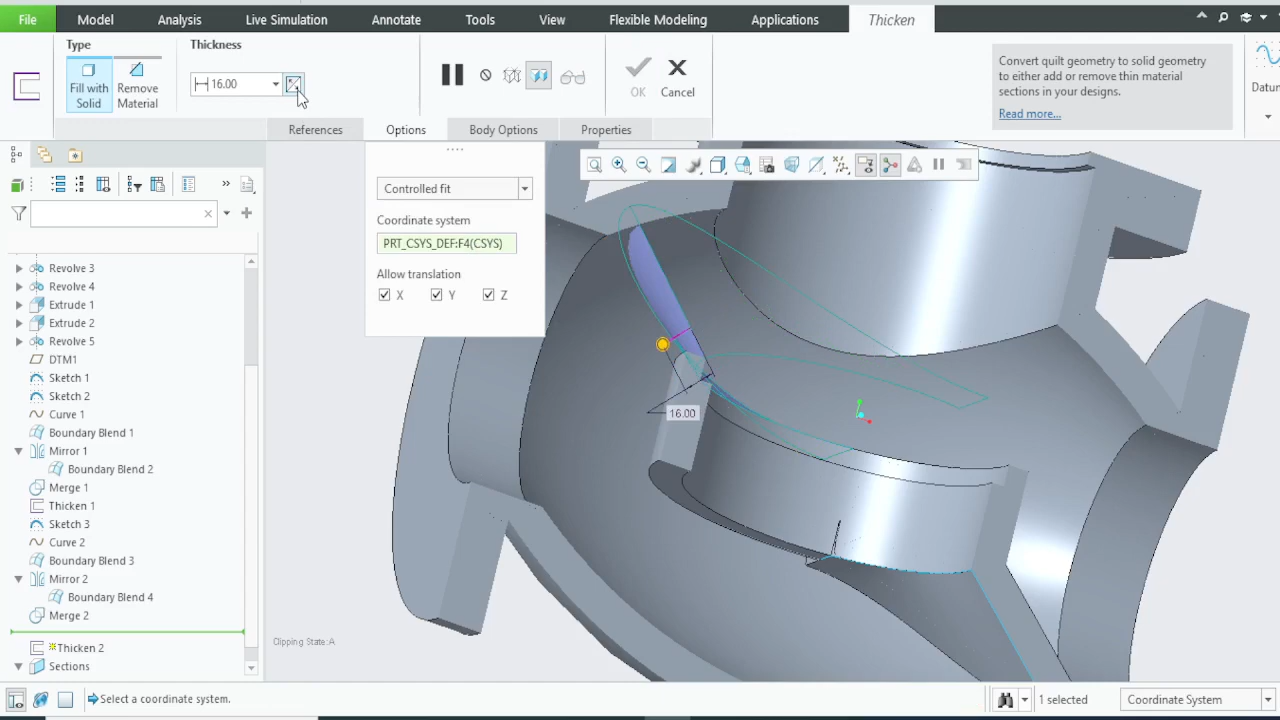 File Model Analysis Live Simulation Annotate Tools View Flexible Modeling Applications Thicken
Type
Thickness
Fill with Solid
Remove Material
16.00
OK
Cancel
Convert quilt geometry to solid geometry
to either add or remove thin material
sections in your designs.
Read more...
References Options Body Options Properties
Controlled fit
Coordinate system
PRT_CSYS_DEF:F4(CSYS)
Allow translation
X Y Z
Revolve 3
Revolve 4
Extrude 1
Extrude 2
Revolve 5
DTM1
Sketch 1
Sketch 2
Curve 1
Boundary Blend 1
Mirror 1
Boundary Blend 2
Merge 1
Thicken 1
Sketch 3
Curve 2
Boundary Blend 3
Mirror 2
Boundary Blend 4
Merge 2
Thicken 2
Sections
16.00
Clipping State: A
Select a coordinate system.
1 selected
Coordinate System